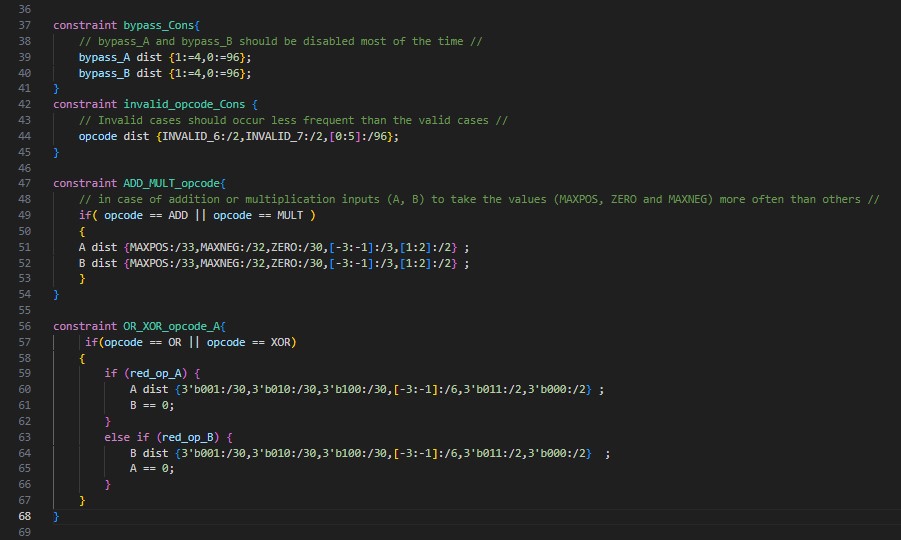 36
37 constraint bypass_Cons{
38 // bypass_A and bypass_B should be disabled most of the time //
39 bypass_A dist {1:=4,0:=96};
40 bypass_B dist {1:=4,0:=96};
41 }
42 constraint invalid_opcode_Cons {
43 // Invalid cases should occur less frequent than the valid cases //
44 opcode dist {INVALID_6:/2,INVALID_7:/2,[0:5]:/96};
45 }
46
47 constraint ADD_MULT_opcode{
48 // in case of addition or multiplication inputs (A, B) to take the values (MAXPOS, ZERO and MAXNEG) more often than others //
49 if( opcode == ADD || opcode == MULT )
50 {
51 A dist {MAXPOS:/33,MAXNEG:/32,ZERO:/30,[-3:-1]:/3,[1:2]:/2} ;
52 B dist {MAXPOS:/33,MAXNEG:/32,ZERO:/30,[-3:-1]:/3,[1:2]:/2} ;
53 }
54 }
55
56 constraint OR_XOR_opcode_A{
57 if(opcode == OR || opcode == XOR)
58 {
59 if (red_op_A) {
60 A dist {3'b001:/30,3'b010:/30,3'b100:/30,[-3:-1]:/6,3'b011:/2,3'b000:/2} ;
61 B == 0;
62 }
63 else if (red_op_B) {
64 B dist {3'b001:/30,3'b010:/30,3'b100:/30,[-3:-1]:/6,3'b011:/2,3'b000:/2} ;
65 A == 0;
66 }
67 }
68 }
69